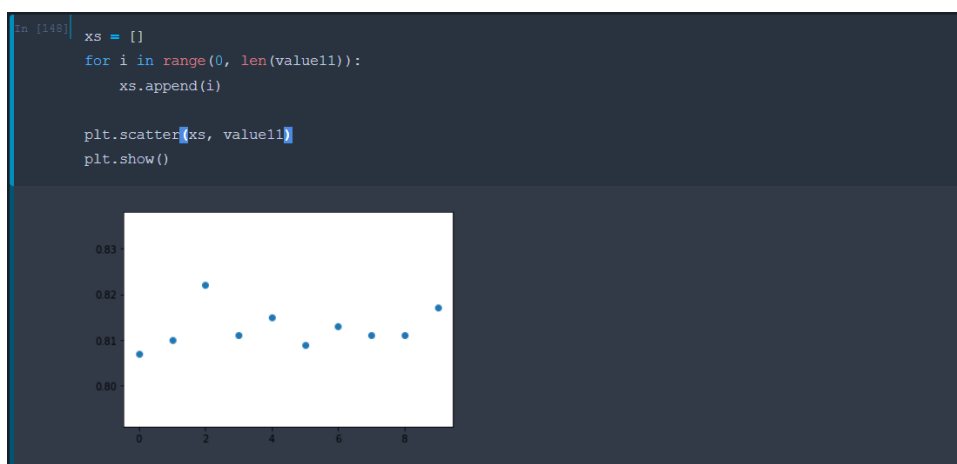 In [148]
xs = []
for i in range(0, len(value11)):
    xs.append(i)
plt.scatter(xs, value11)
plt.show()
0.83
0.82
0.81
0.80
0 2 4 6 8